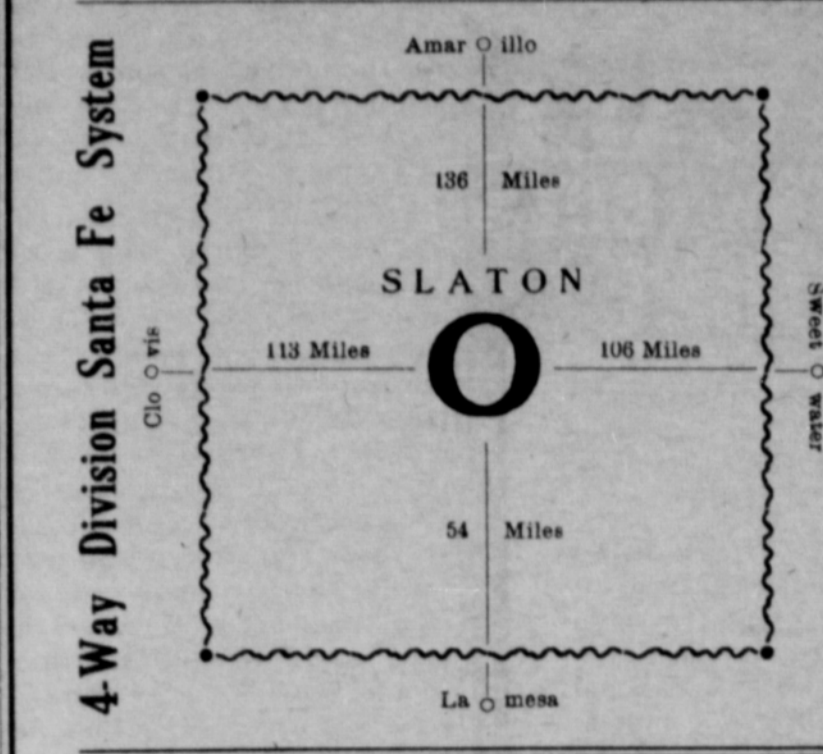 4-Way Division Santa Fe System
Amar O illo
136 Miles
SLATON
Clo O vis
113 Miles
O
106 Miles
Sweet O water
54 Miles
La O mesa